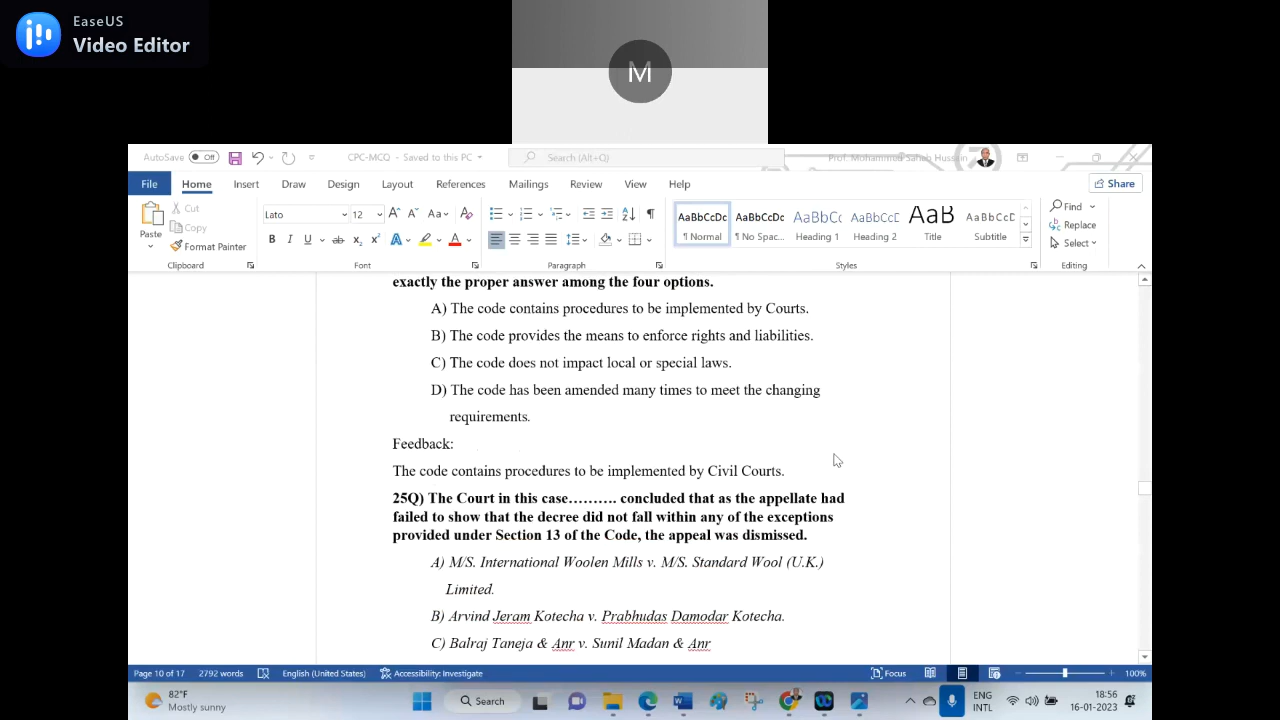 EaseUS
Video Editor
M
AutoSave Off CPC-MCQ - Saved to this PC Search (Alt+Q) Prof. Mohammed Saheb Hussain
File Home Insert Draw Design Layout References Mailings Review View Help Share
Paste Cut Copy Format Painter
Lato 12 A A Aa
B I U ab x₂ x² A A
AaBbCcDc AaBbCcDc AaBbCc AaBbCcD AaB AaBbCcD
¶ Normal ¶ No Spac... Heading 1 Heading 2 Title Subtitle
Find Replace Select
Clipboard Font Paragraph Styles Editing
exactly the proper answer among the four options.
A) The code contains procedures to be implemented by Courts.
B) The code provides the means to enforce rights and liabilities.
C) The code does not impact local or special laws.
D) The code has been amended many times to meet the changing
requirements.
Feedback:
The code contains procedures to be implemented by Civil Courts.
25Q) The Court in this case………. concluded that as the appellate had
failed to show that the decree did not fall within any of the exceptions
provided under Section 13 of the Code, the appeal was dismissed.
A) M/S. International Woolen Mills v. M/S. Standard Wool (U.K.)
Limited.
B) Arvind Jeram Kotecha v. Prabhudas Damodar Kotecha.
C) Balraj Taneja & Anr v. Sunil Madan & Anr
Page 10 of 17 2792 words English (United States) Accessibility: Investigate Focus 100%
82°F
Mostly sunny
Search
ENG
INTL
18:56
16-01-2023